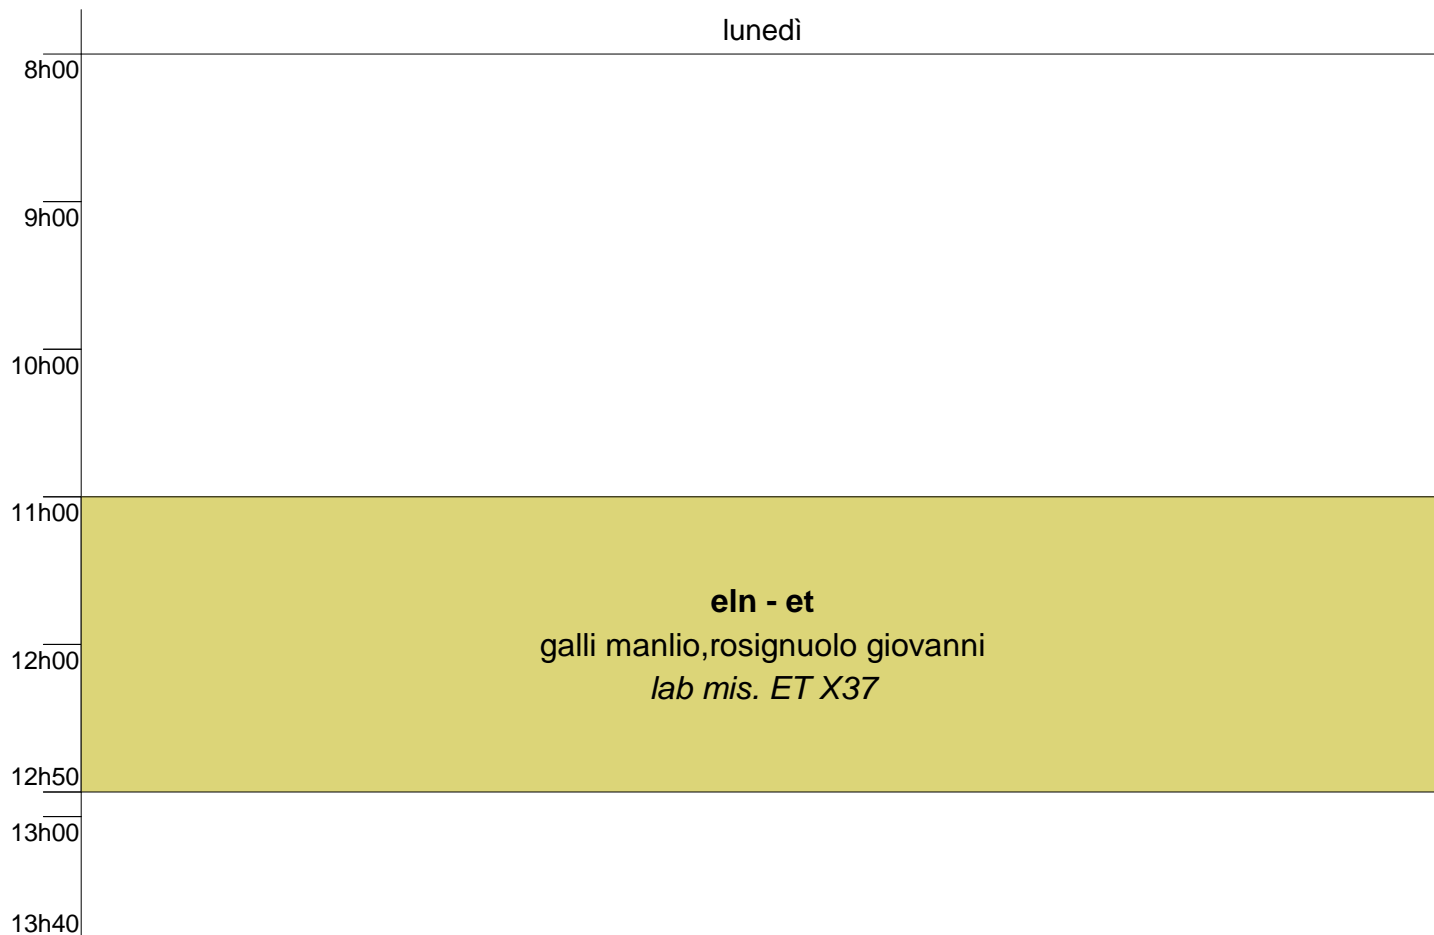 lunedì
8h00
9h00
10h00
11h00
eln - et
galli manlio,rosignuolo giovanni
12h00
lab mis. ET X37
12h50
13h00
13h40